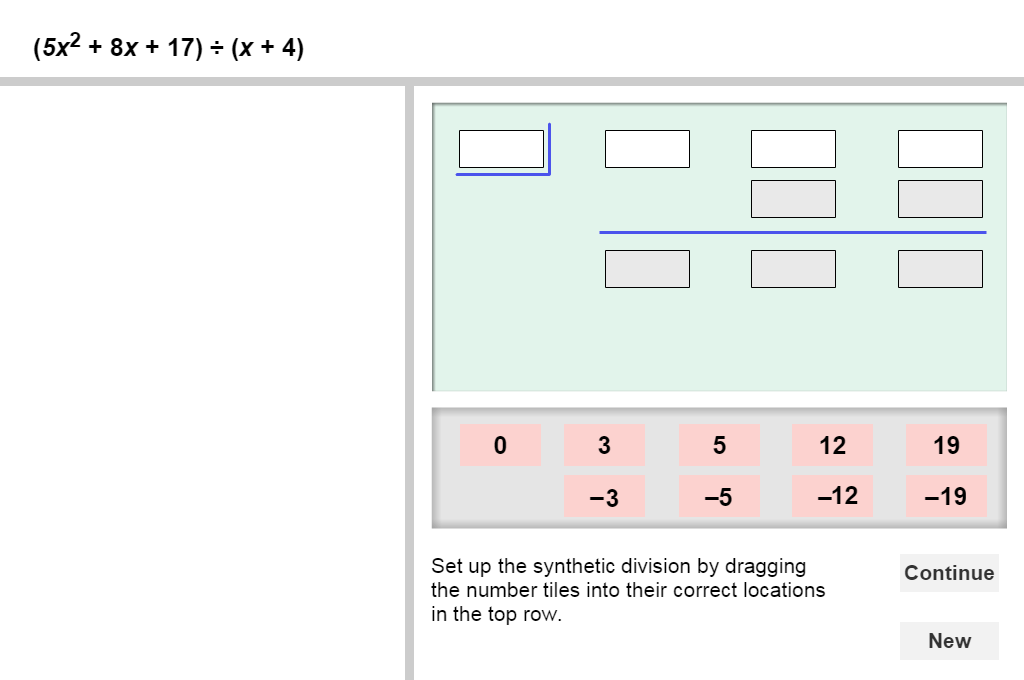 (5x² + 8x + 17) ÷ (x + 4)
0 3 5 12 19
–3 –5 –12 –19
Set up the synthetic division by dragging
the number tiles into their correct locations
in the top row.
Continue
New